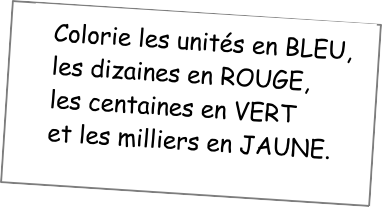 Colorie les unités en BLEU,
les dizaines en ROUGE,
les centaines en VERT
et les milliers en JAUNE.